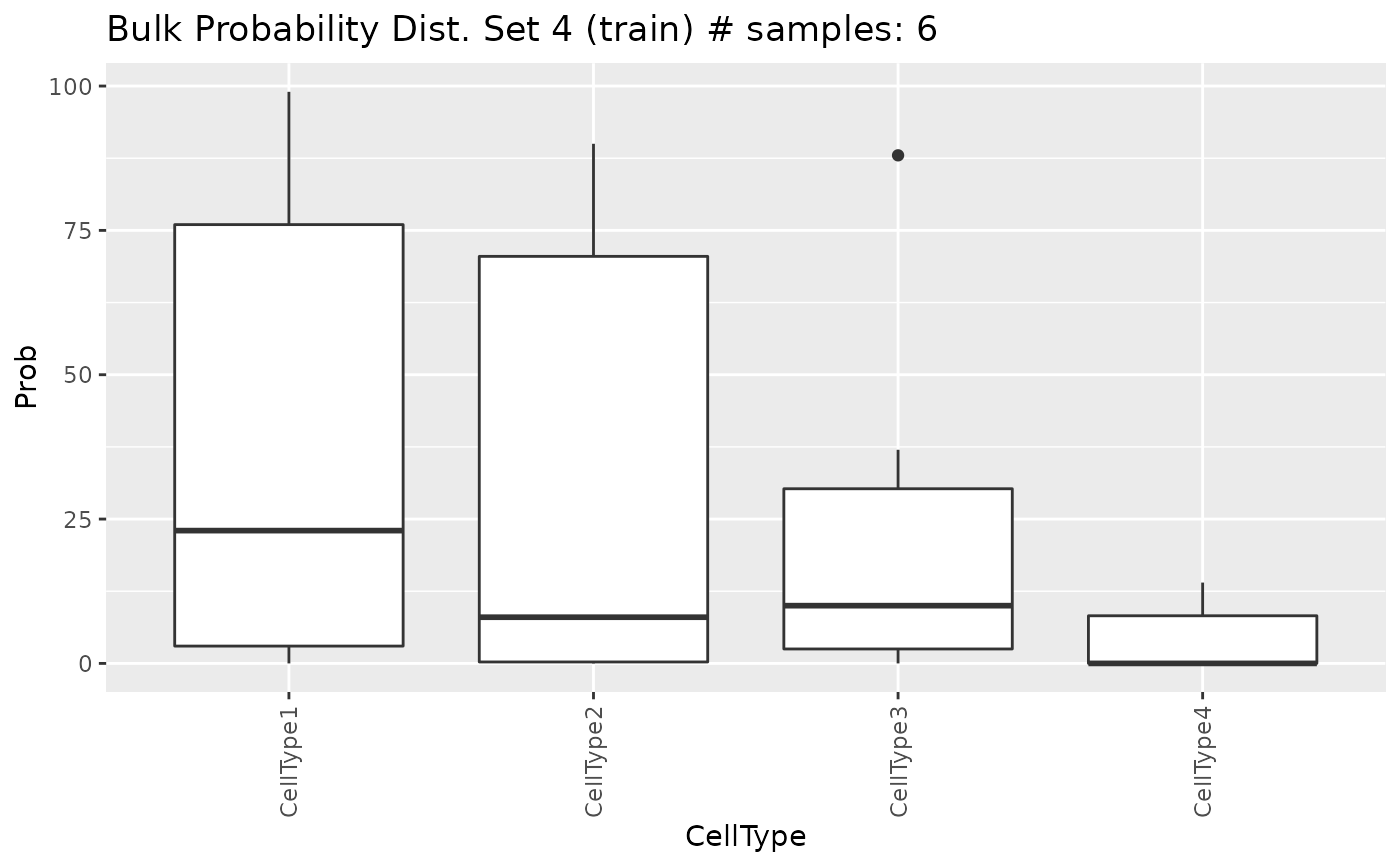 Bulk Probability Dist. Set 4 (train) # samples: 6
100
75
50
25
0
Prob
CellType1
CellType2
CellType3
CellType4
CellType